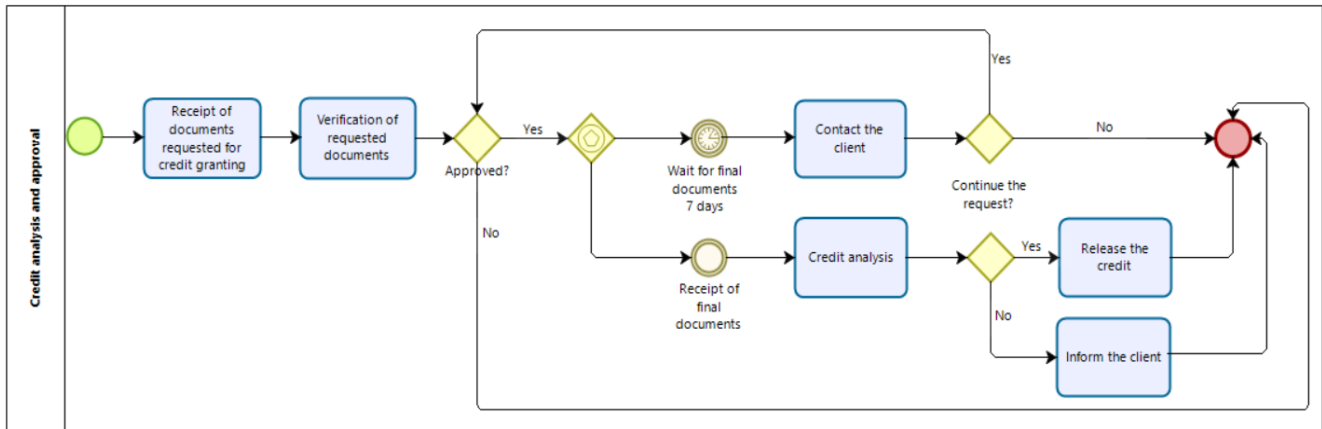 Credit analysis and approval
Receipt of
documents
requested for
credit granting
Verification of
requested
documents
Approved?
Yes
No
Wait for final
documents
7 days
Contact the
client
Yes
No
Continue the
request?
Receipt of
final
documents
Credit analysis
Yes
No
Release the
credit
Inform the client